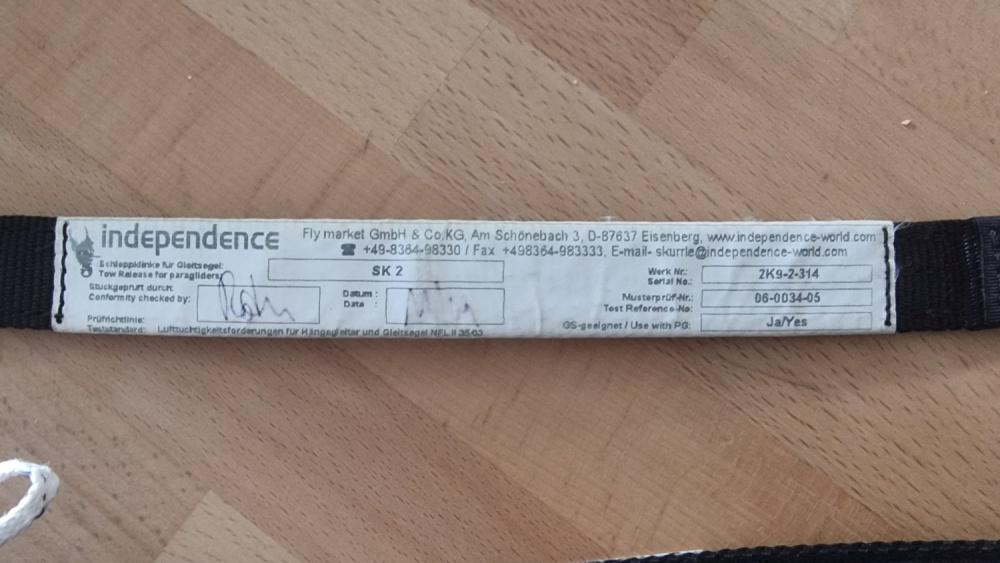 independence
Fly market GmbH & Co.KG, Am Schönebach 3, D-87637 Eisenberg, www.independence-world.com
☎ +49-8364-98330 / Fax +498364-983333, E-mail- skurrle@independence-world.com
Schleppklinke für Gleitsegel:
Tow Release for paragliders:
SK 2
Werk Nr.:
Serial No.:
2K9-2-314
Stückgeprüft durch:
Conformity checked by:
Datum :
Date :
Musterprüf-Nr.:
Test Reference-No:
06-0034-05
GS-geeignet / Use with PG:
Ja/Yes
Prüfrichtlinie:
Teststandard: Lufttüchtigkeitsforderungen für Hängegleiter und Gleitsegel NFL II 35/03